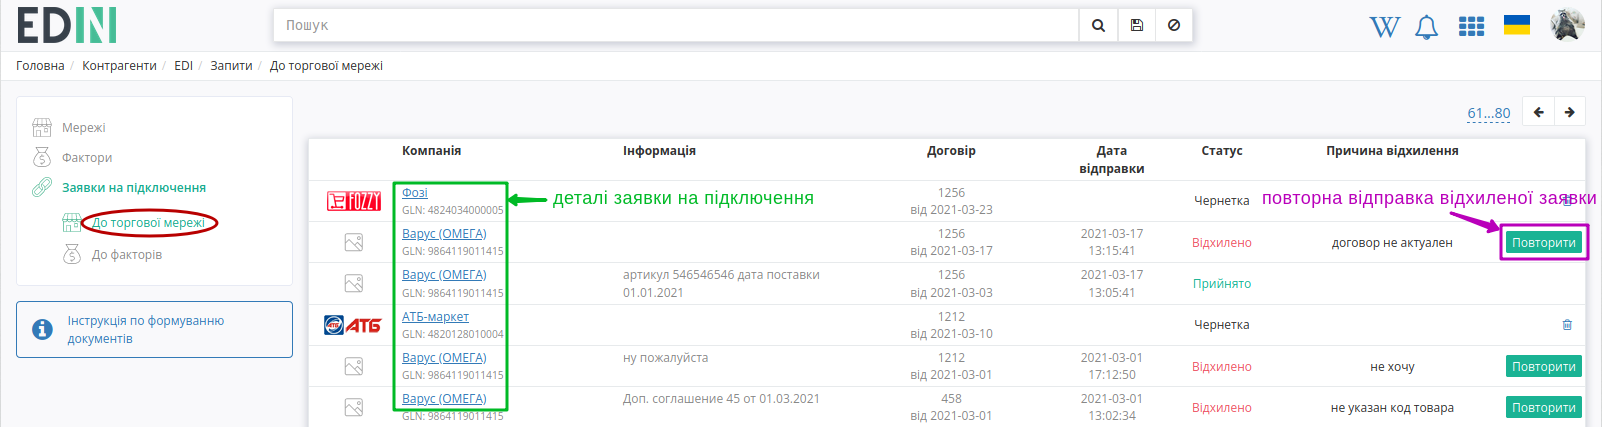 EDIN
Пошук
Головна / Контрагенти / EDI / Запити / До торгової мережі
Мережі
Фактори
Заявки на підключення
До торгової мережі
До факторів
Інструкція по формуванню
документів
61...80
Компанія Інформація Договір Дата
відправки Статус Причина відхилення
FOZZY Фозі
GLN: 4824034000005
1256
від 2021-03-23
Чернетка
деталі заявки на підключення
повторна відправка відхиленої заявки
Варус (ОМЕГА)
GLN: 9864119011415
1256
від 2021-03-17
2021-03-17
13:15:41
Відхилено
договор не актуален
Повторити
Варус (ОМЕГА)
GLN: 9864119011415
артикул 546546546 дата поставки
01.01.2021
1256
від 2021-03-03
2021-03-17
13:05:41
Прийнято
АТБ АТБ-маркет
GLN: 4820128010004
1212
від 2021-03-10
Чернетка
Варус (ОМЕГА)
GLN: 9864119011415
ну пожалуйста
1212
від 2021-03-01
2021-03-01
17:12:50
Відхилено
не хочу
Повторити
Варус (ОМЕГА)
GLN: 9864119011415
Доп. соглашение 45 от 01.03.2021
458
від 2021-03-01
2021-03-01
13:02:34
Відхилено
не указан код товара
Повторити